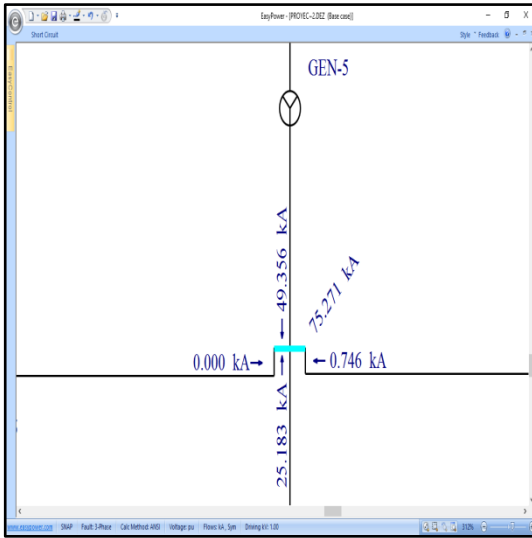 EasyPower - [PROYEC~2.DEZ (Base case)]
Short Circuit
Style
Feedback
EasyControl
GEN-5
49.356 kA
75.271 kA
0.000 kA
0.746 kA
25.183 kA
www.easypower.com SNAP Fault: 3-Phase Calc Method: ANSI Voltage: pu Flows: kA , Sym Driving kV: 1.00
312%